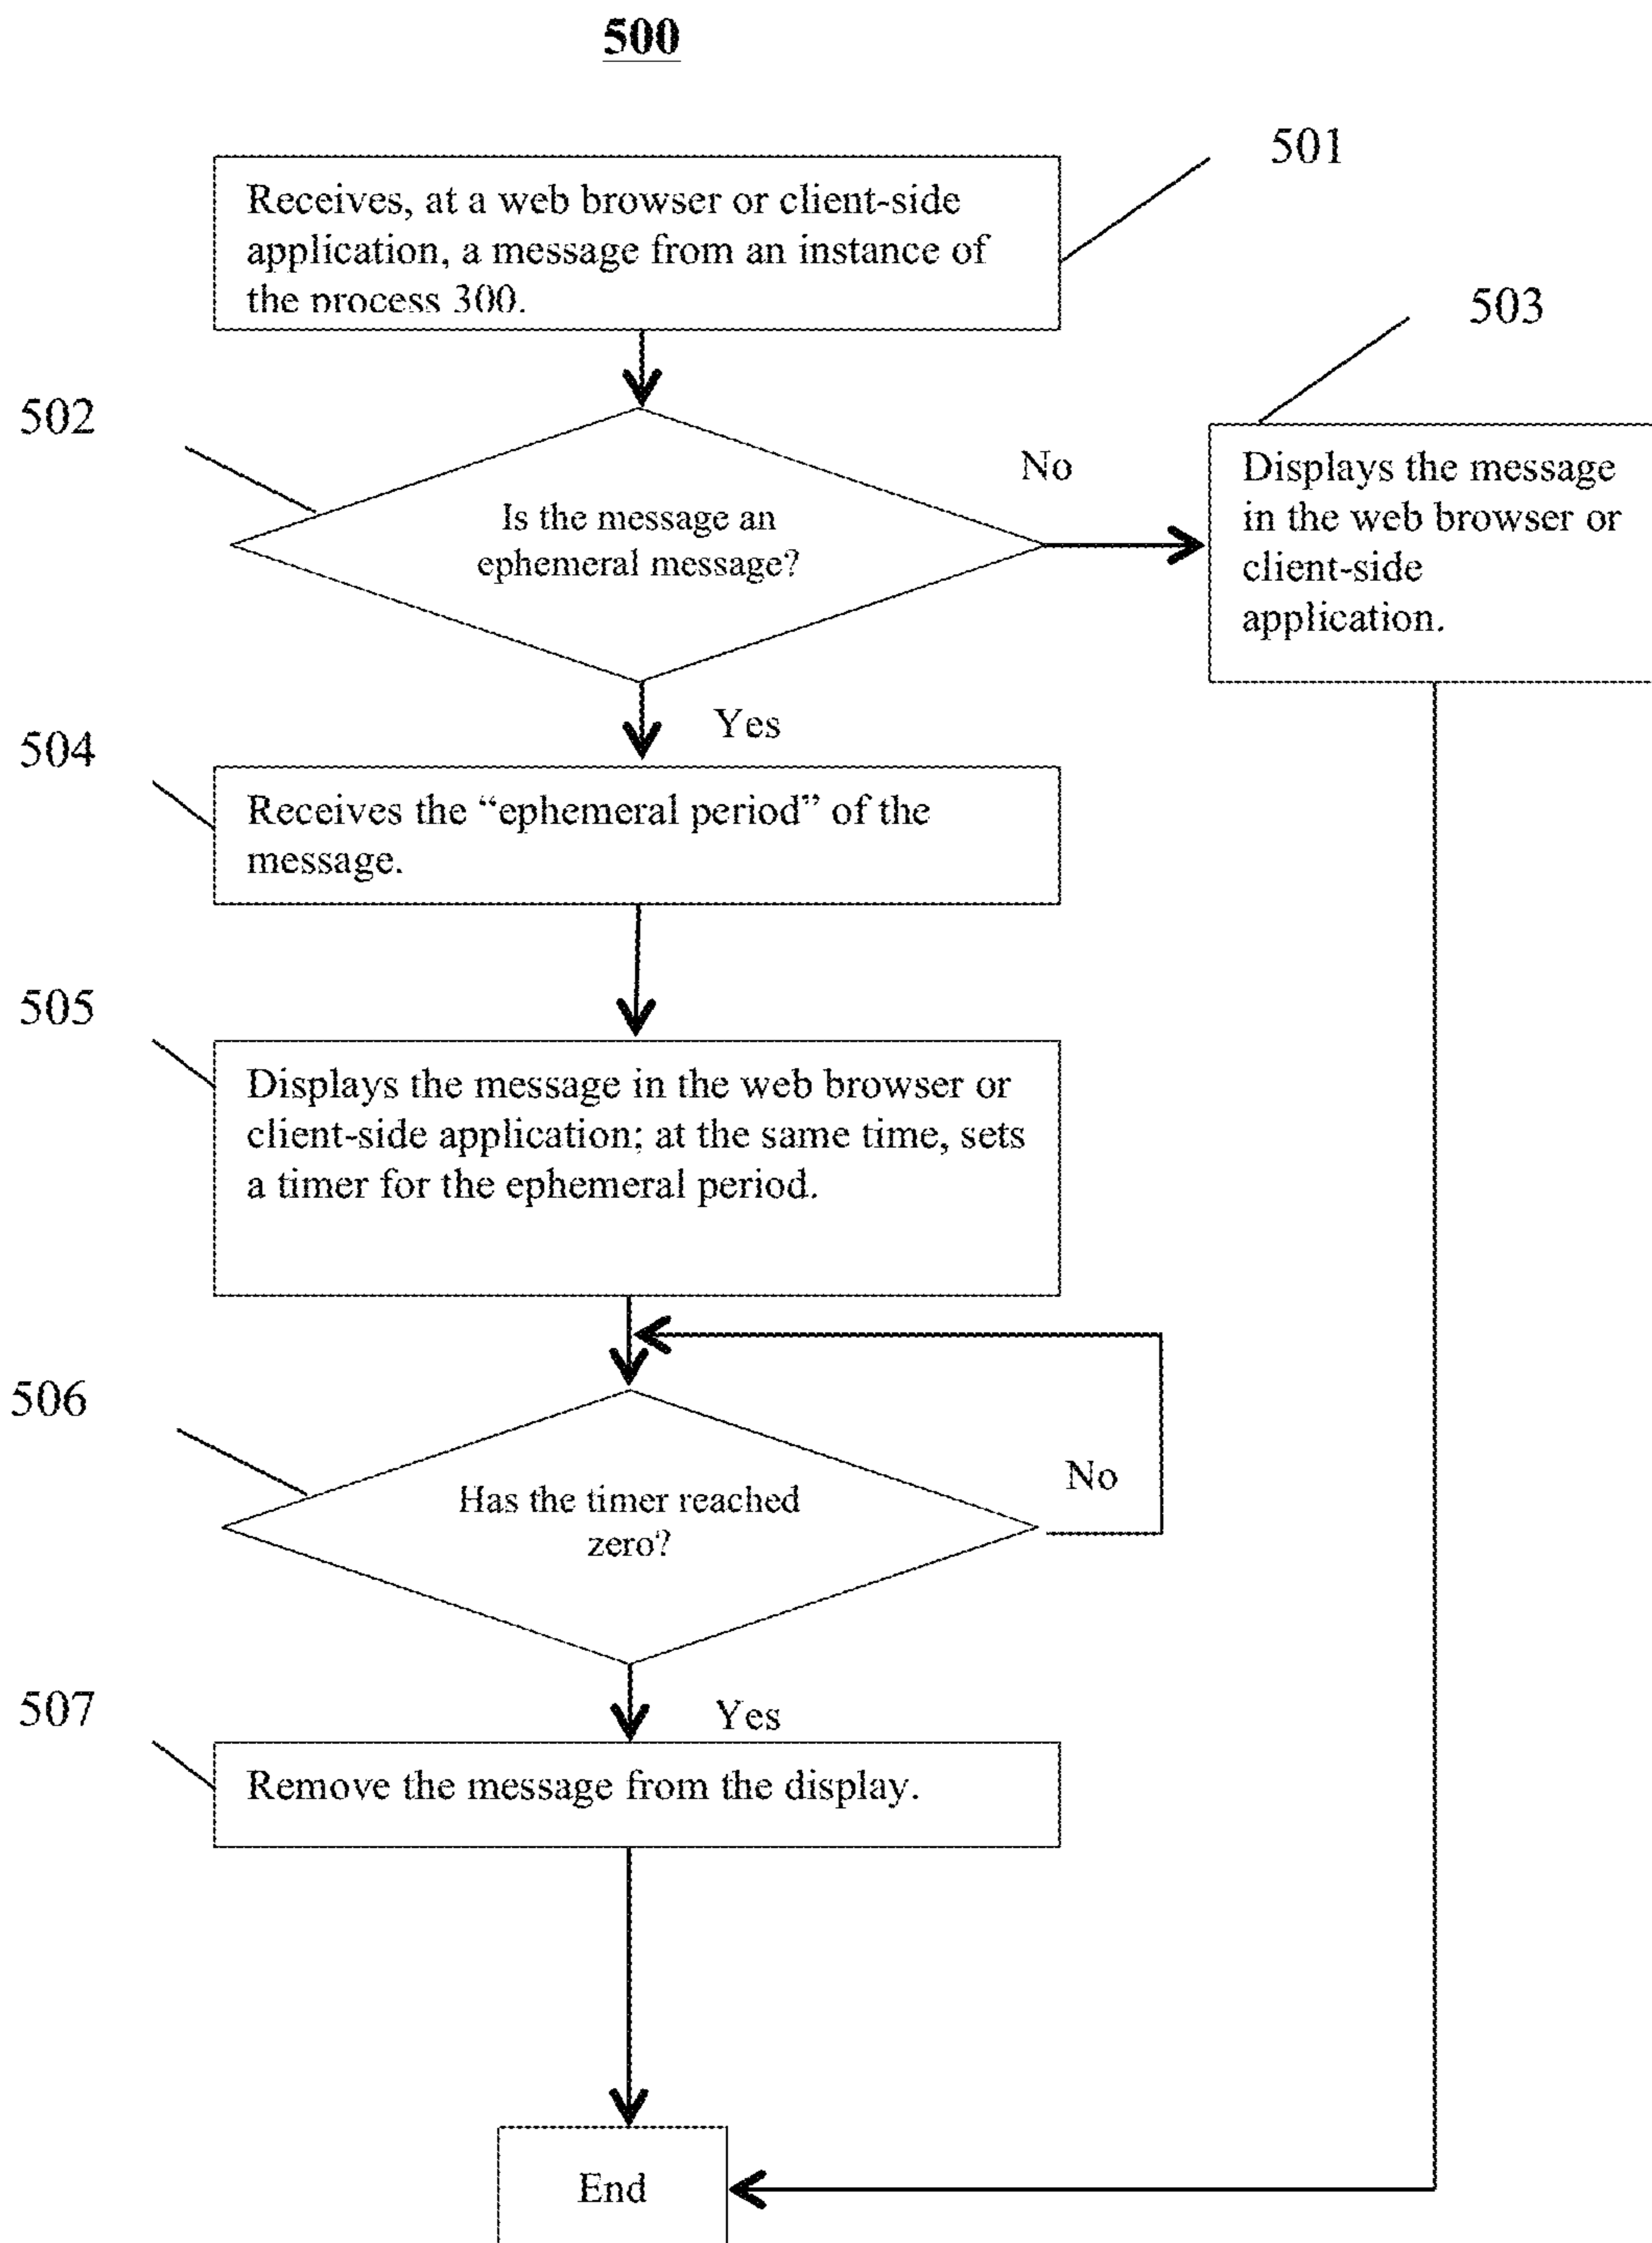 500
501
Receives, at a web browser or client-side
application, a message from an instance of
the process 300.
503
502
No
Is the message an
ephemeral message?
Displays the message
in the web browser or
client-side
application.
Yes
504
Receives the “ephemeral period” of the
message.
505
Displays the message in the web browser or
client-side application; at the same time, sets
a timer for the ephemeral period.
506
No
Has the timer reached
zero?
507
Yes
Remove the message from the display.
End